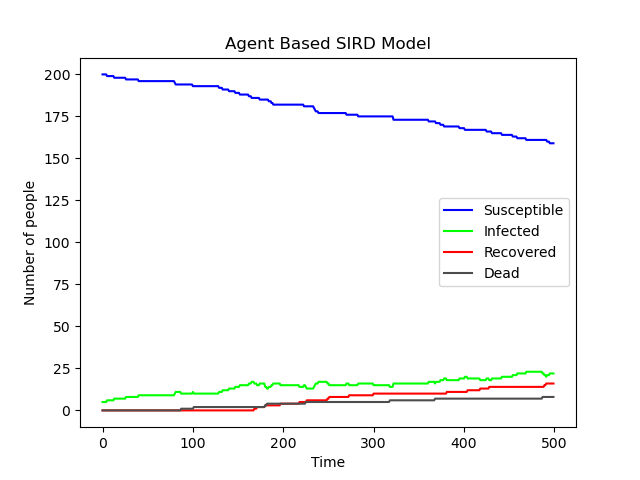 Agent Based SIRD Model
Number of people
200
175
150
125
100
75
50
25
0
Susceptible
Infected
Recovered
Dead
0 100 200 300 400 500
Time